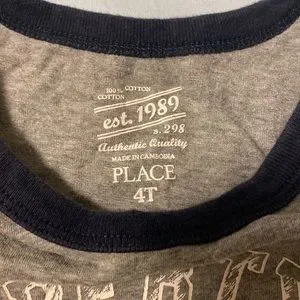 100% COTTON
COTTON
est. 1989
s. 298
Authentic Quality
MADE IN CAMBODIA
PLACE
4T